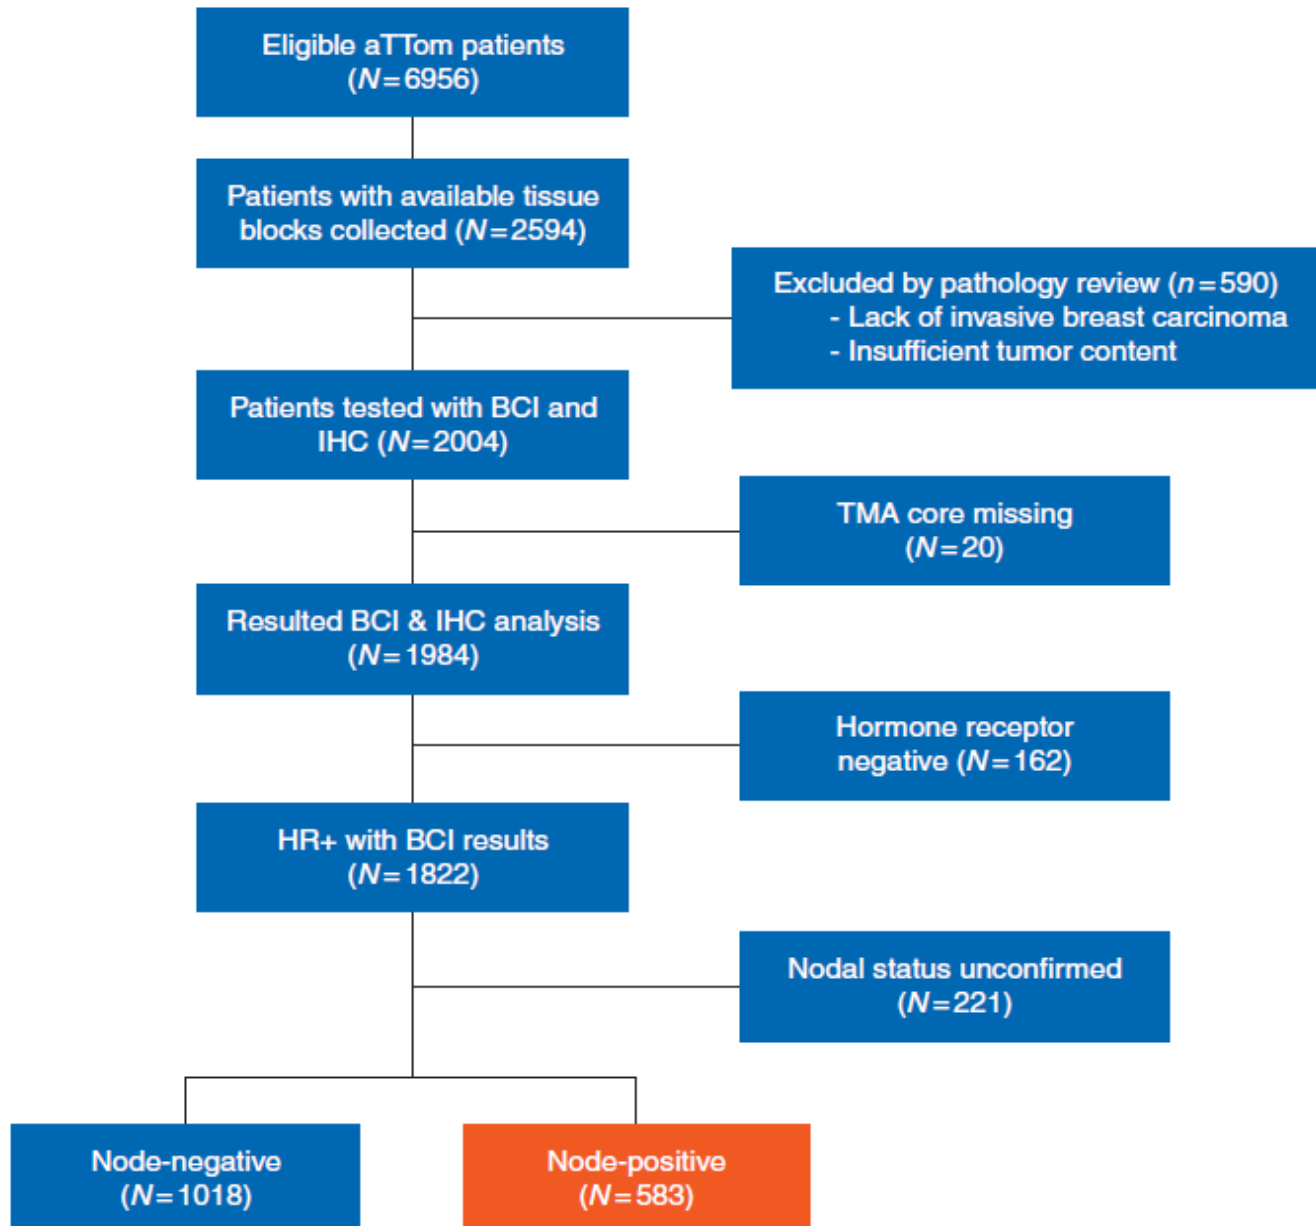 Eligible aTTom patients
(N=6956)
Patients with available tissue
blocks collected (N=2594)
Excluded by pathology review (n=590)
- Lack of invasive breast carcinoma
- Insufficient tumor content
Patients tested with BCI and
IHC (N=2004)
TMA core missing
(N=20)
Resulted BCI & IHC analysis
(N=1984)
Hormone receptor
negative (N=162)
HR+ with BCI results
(N=1822)
Nodal status unconfirmed
(N=221)
Node-negative
(N=1018)
Node-positive
(N=583)